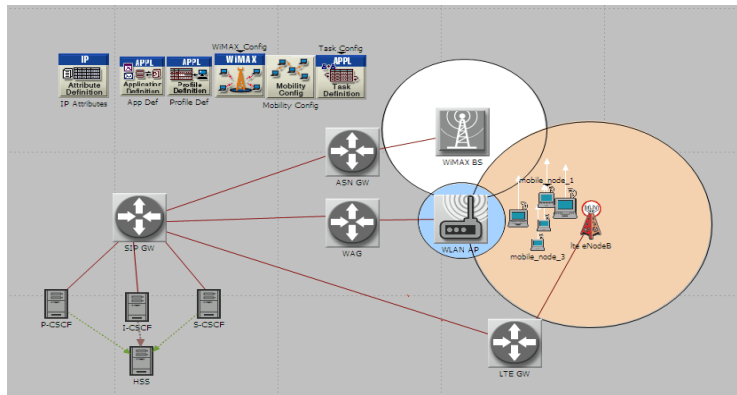 WiMAX_Config
Task_Config
IP
Attribute
Definition
IP Attributes
APPL
Application
Definition
App Def
APPL
Profile
Definition
Profile Def
WiMAX
Mobility
Config
Mobility Config
APPL
Task
Definition
WiMAX BS
ASN GW
mobile_node_1
SIP GW
WAG
WLAN AP
lte eNodeB
mobile_node_3
P-CSCF
I-CSCF
S-CSCF
LTE GW
HSS